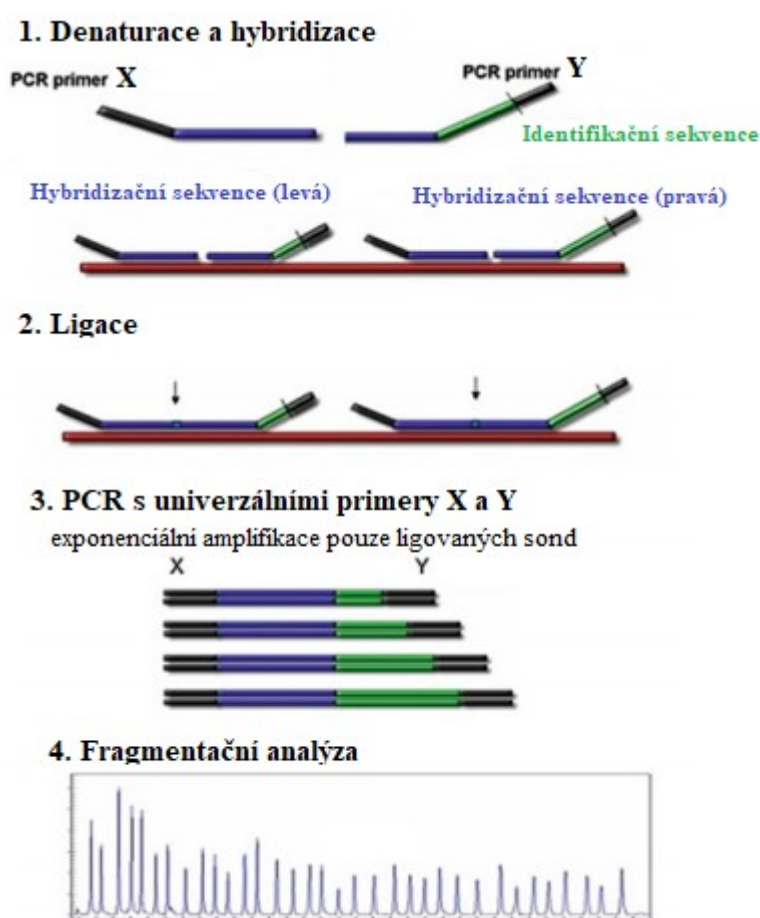 1. Denaturace a hybridizace
PCR primer X
PCR primer Y
Identifikační sekvence
Hybridizační sekvence (levá)
Hybridizační sekvence (pravá)
2. Ligace
3. PCR s univerzálními primery X a Y
exponenciální amplifikace pouze ligovaných sond
X Y
4. Fragmentační analýza